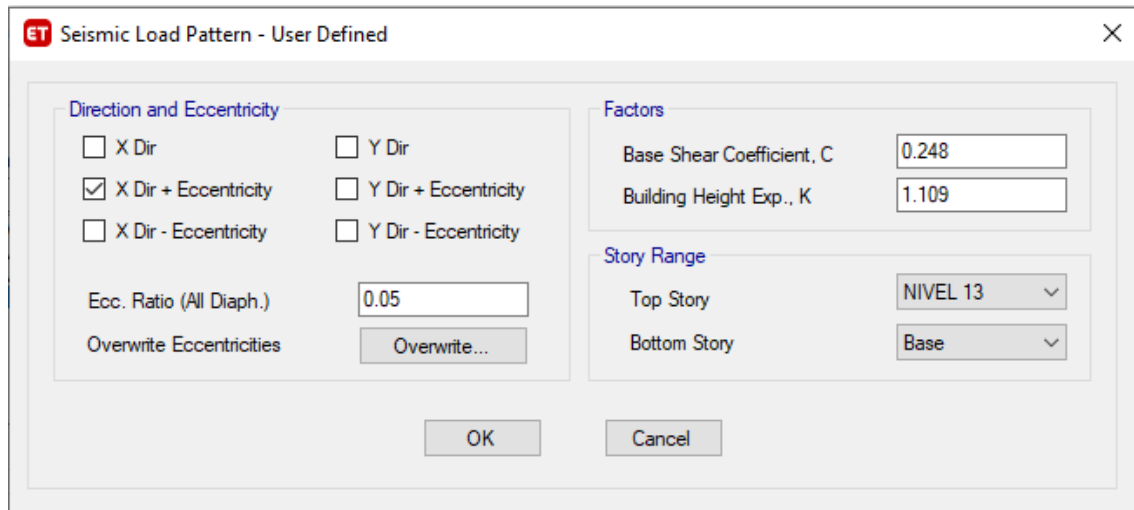 ET Seismic Load Pattern - User Defined
Direction and Eccentricity
X Dir Y Dir
X Dir + Eccentricity Y Dir + Eccentricity
X Dir - Eccentricity Y Dir - Eccentricity
Ecc. Ratio (All Diaph.) 0.05
Overwrite Eccentricities Overwrite...
Factors
Base Shear Coefficient, C 0.248
Building Height Exp., K 1.109
Story Range
Top Story NIVEL 13
Bottom Story Base
OK Cancel